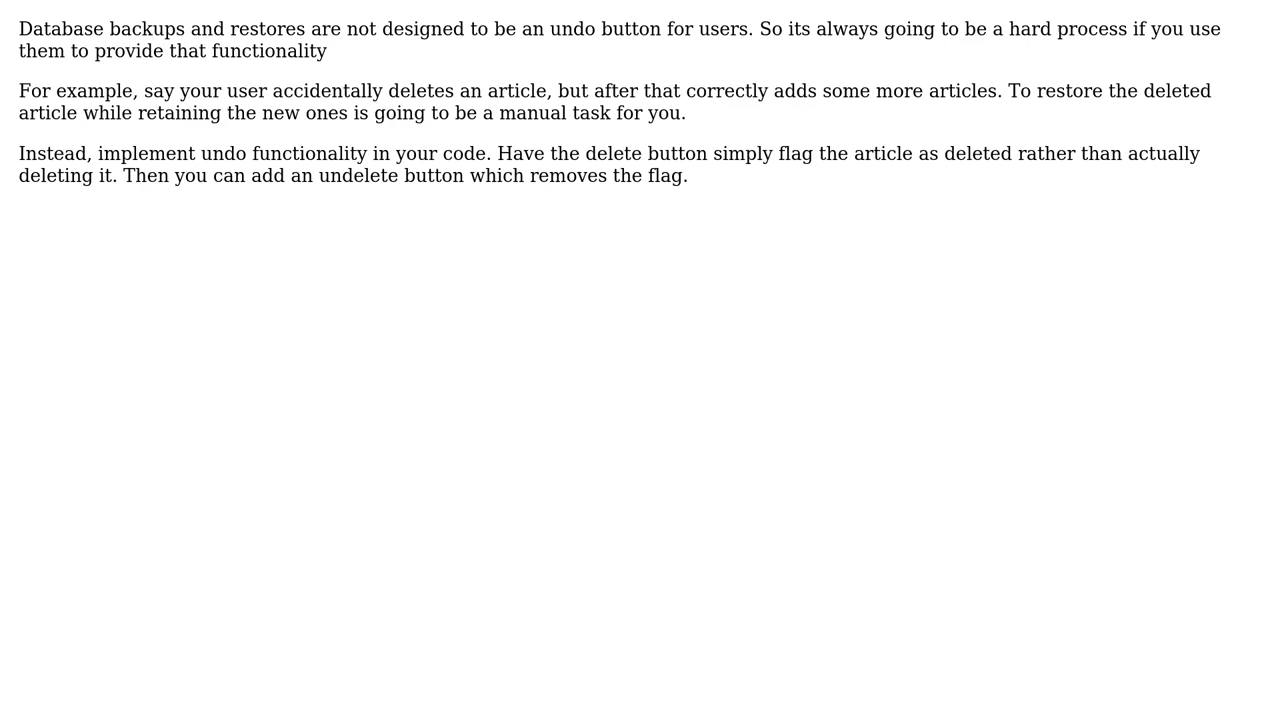 Database backups and restores are not designed to be an undo button for users. So its always going to be a hard process if you use
them to provide that functionality
For example, say your user accidentally deletes an article, but after that correctly adds some more articles. To restore the deleted
article while retaining the new ones is going to be a manual task for you.
Instead, implement undo functionality in your code. Have the delete button simply flag the article as deleted rather than actually
deleting it. Then you can add an undelete button which removes the flag.